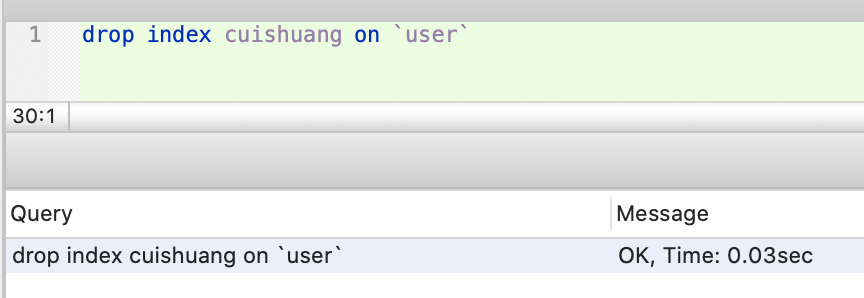 1 drop index cuishuang on `user`
30:1
Query Message
drop index cuishuang on `user` OK, Time: 0.03sec